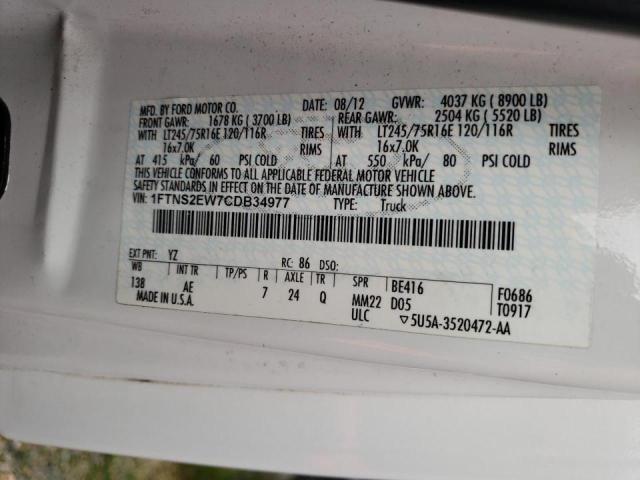 MFD. BY FORD MOTOR CO. DATE: 08/12 GVWR: 4037 KG ( 8900 LB)
FRONT GAWR: 1678 KG ( 3700 LB) REAR GAWR: 2504 KG ( 5520 LB)
WITH LT245/75R16E 120/116R TIRES WITH LT245/75R16E 120/116R TIRES
16x7.0K RIMS 16x7.0K RIMS
AT 415 kPa/ 60 PSI COLD AT 550 kPa/ 80 PSI COLD
THIS VEHICLE CONFORMS TO ALL APPLICABLE FEDERAL MOTOR VEHICLE
SAFETY STANDARDS IN EFFECT ON THE DATE OF MANUFACTURE SHOWN ABOVE.
VIN: 1FTNS2EW7CDB34977 TYPE: Truck
EXT PNT: YZ RC: 86 DSO:
WB INT TR TP/PS R AXLE TR SPR BE416 F0686
138 AE 7 24 Q MM22 D05 T0917
MADE IN U.S.A. ULC ▽5U5A-3520472-AA